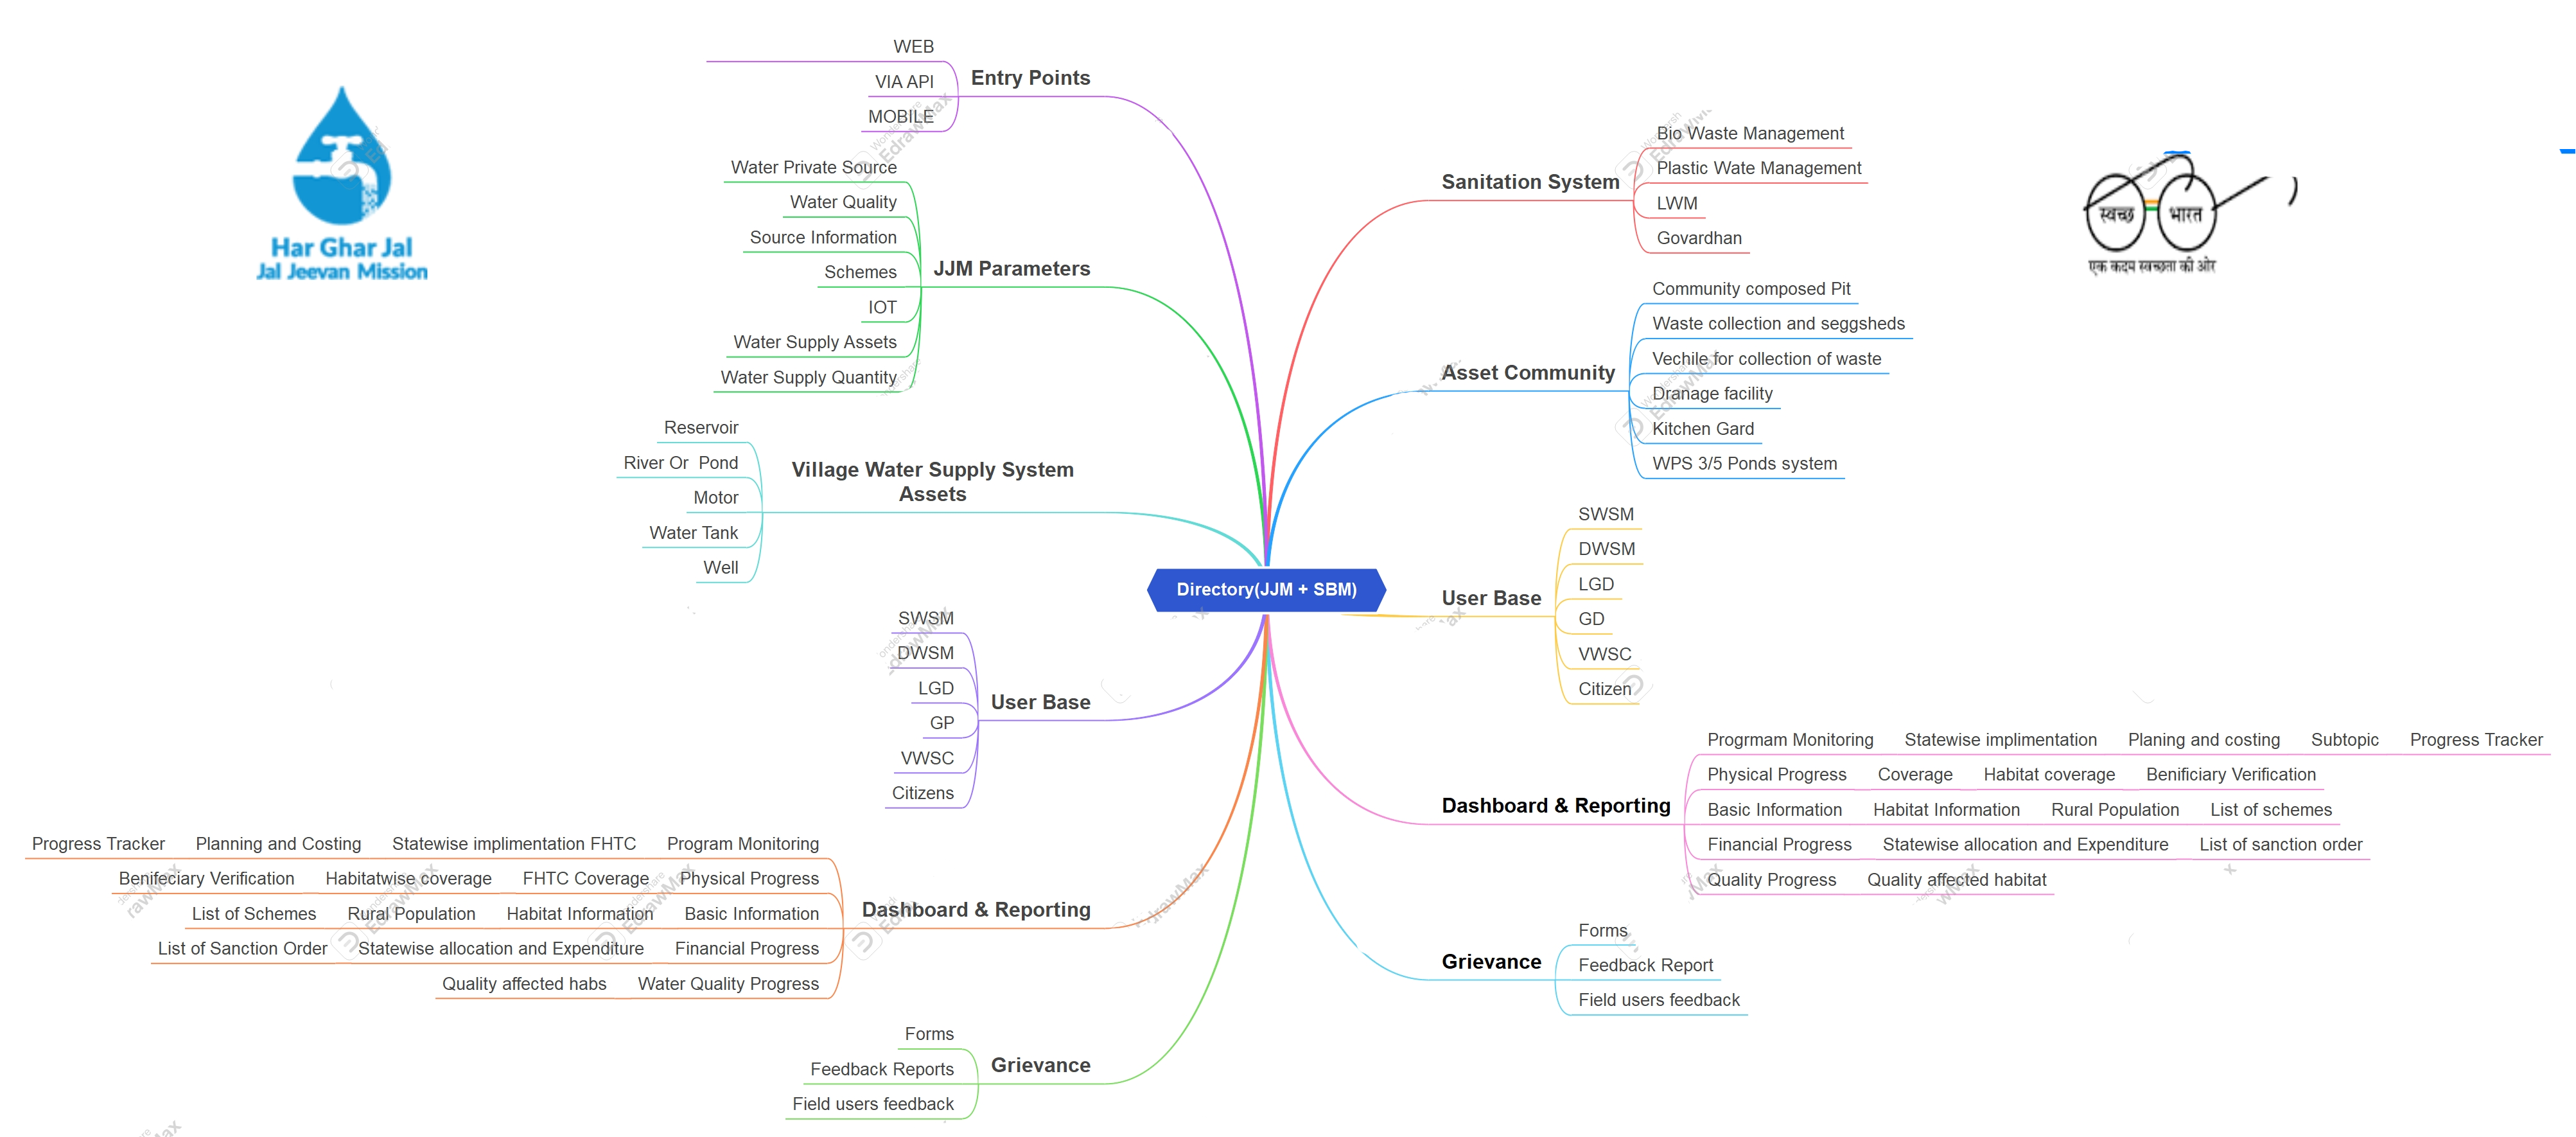 WEB
VIA API
MOBILE
Entry Points
Water Private Source
Water Quality
Source Information
Schemes
IOT
Water Supply Assets
Water Supply Quantity
JJM Parameters
Reservoir
River Or Pond
Motor
Water Tank
Well
Village Water Supply System
Assets
SWSM
DWSM
LGD
GP
VWSC
Citizens
User Base
Progress Tracker Planning and Costing Statewise implimentation FHTC Program Monitoring
Benifeciary Verification Habitatwise coverage FHTC Coverage Physical Progress
List of Schemes Rural Population Habitat Information Basic Information
List of Sanction Order Statewise allocation and Expenditure Financial Progress
Quality affected habs Water Quality Progress
Dashboard & Reporting
Forms
Feedback Reports
Field users feedback
Grievance
Har Ghar Jal
Jal Jeevan Mission
Directory(JJM + SBM)
Sanitation System
Bio Waste Management
Plastic Wate Management
LWM
Govardhan
Asset Community
Community composed Pit
Waste collection and seggsheds
Vechile for collection of waste
Dranage facility
Kitchen Gard
WPS 3/5 Ponds system
User Base
SWSM
DWSM
LGD
GD
VWSC
Citizen
Dashboard & Reporting
Progrmam Monitoring Statewise implimentation Planing and costing Subtopic Progress Tracker
Physical Progress Coverage Habitat coverage Benificiary Verification
Basic Information Habitat Information Rural Population List of schemes
Financial Progress Statewise allocation and Expenditure List of sanction order
Quality Progress Quality affected habitat
Grievance
Forms
Feedback Report
Field users feedback
स्वच्छ भारत
एक कदम स्वच्छता की ओर
Wondershare
EdrawMax